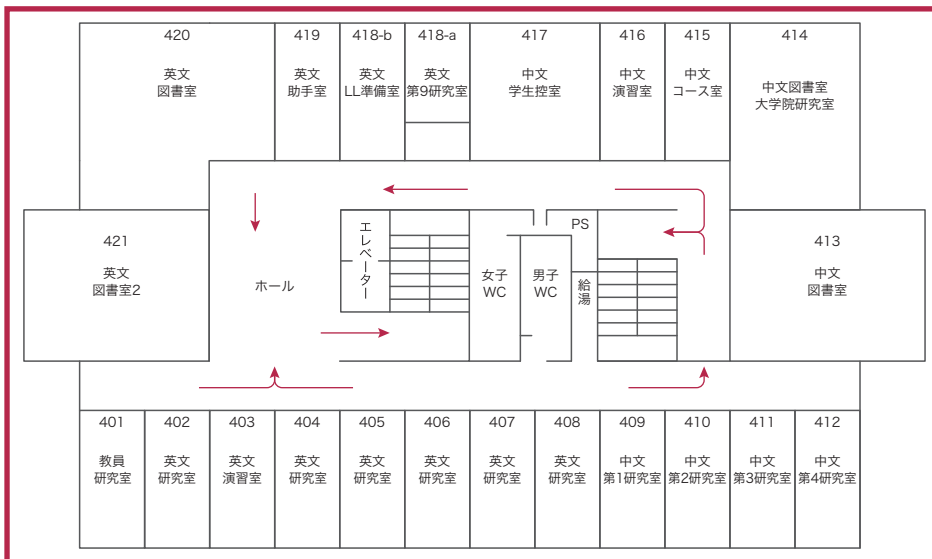 420
英文
図書室
419
英文
助手室
418-b
英文
LL準備室
418-a
英文
第9研究室
417
中文
学生控室
416
中文
演習室
415
中文
コース室
414
中文図書室
大学院研究室
421
英文
図書室2
ホール
エレベーター
女子
WC
男子
WC
PS
給湯
413
中文
図書室
401
教員
研究室
402
英文
研究室
403
英文
演習室
404
英文
研究室
405
英文
研究室
406
英文
研究室
407
英文
研究室
408
英文
研究室
409
中文
第1研究室
410
中文
第2研究室
411
中文
第3研究室
412
中文
第4研究室